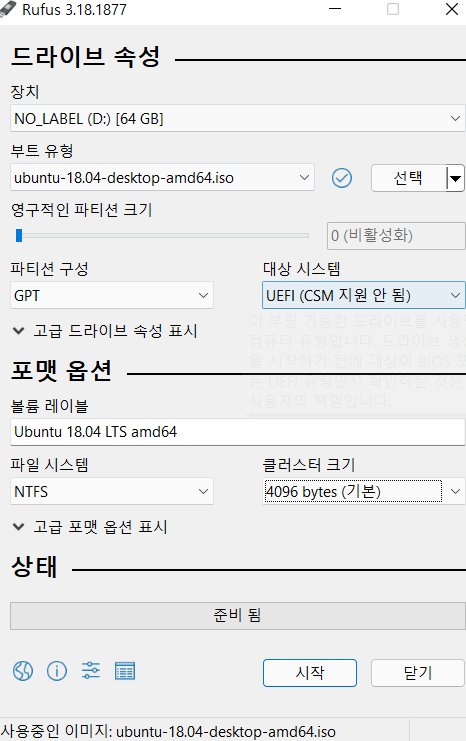 Rufus 3.18.1877
드라이브 속성
장치
NO_LABEL (D:) [64 GB]
부트 유형
ubuntu-18.04-desktop-amd64.iso
선택
영구적인 파티션 크기
0 (비활성화)
파티션 구성
대상 시스템
GPT
UEFI (CSM 지원 안 됨)
이 부팅 가능한 드라이브를 사용
컴퓨터 유형입니다. 드라이브 생성
고급 드라이브 속성 표시
을 시작하기 전에 대상이 BIOS 또
는 UEFI 유형인지 확인하는 것은
포맷 옵션
사용자의 책임입니다.
볼륨 레이블
Ubuntu 18.04 LTS amd64
파일 시스템
클러스터 크기
NTFS
4096 bytes (기본)
고급 포맷 옵션 표시
상태
준비 됨
시작
닫기
사용중인 이미지: ubuntu-18.04-desktop-amd64.iso